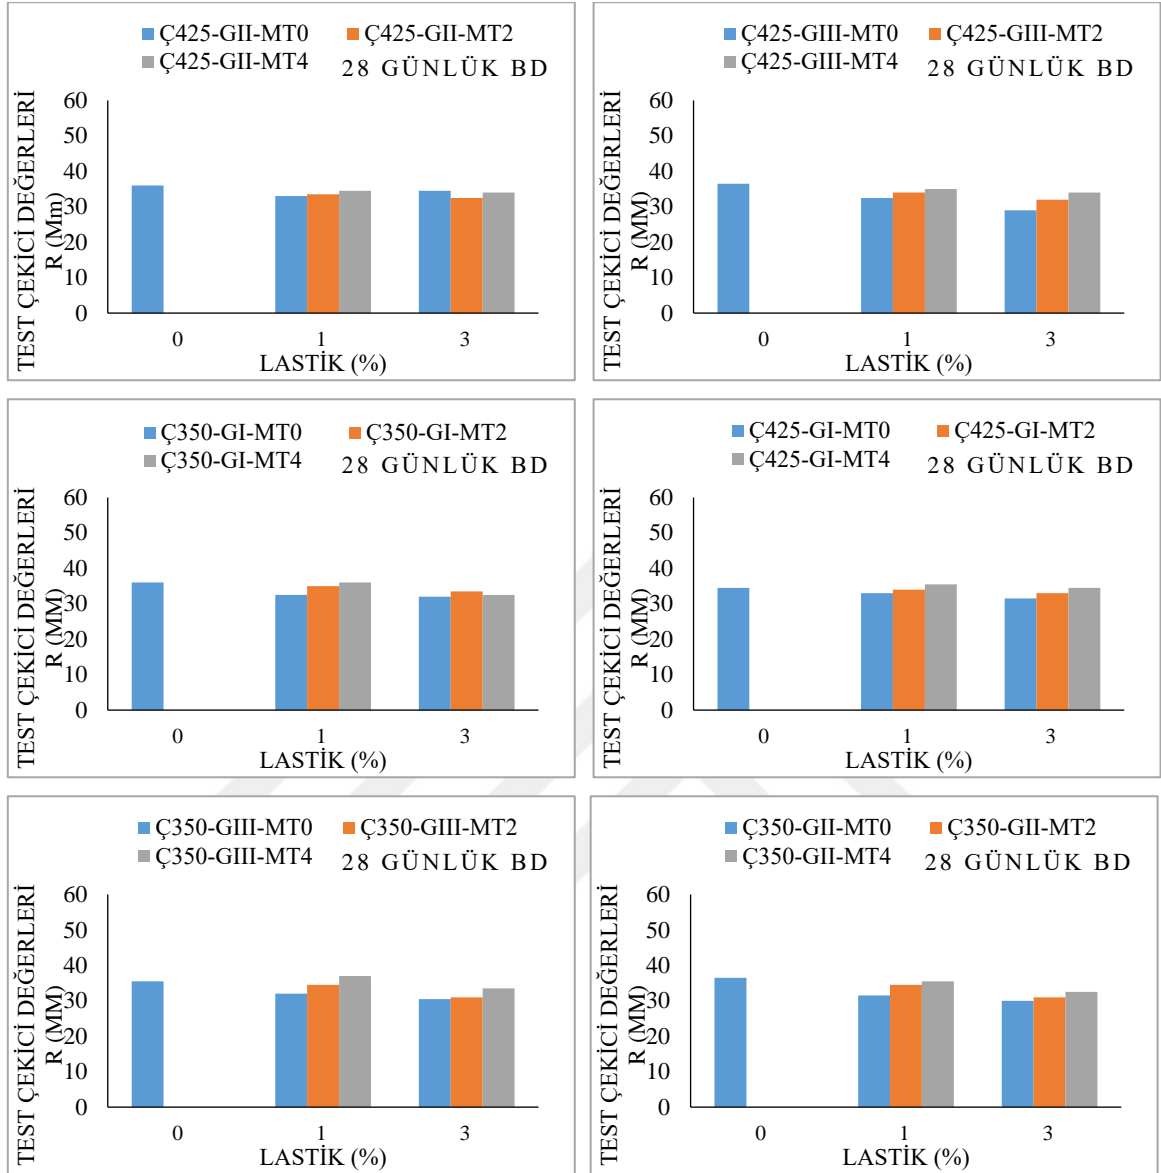 Ç425-GII-MT0 Ç425-GII-MT2
Ç425-GII-MT4 28 GÜNLÜK BD
TEST ÇEKİCİ DEĞERLERİ
R (Mm)
60
50
40
30
20
10
0
0 1 3
LASTİK (%)
Ç425-GIII-MT0 Ç425-GIII-MT2
Ç425-GIII-MT4 28 GÜNLÜK BD
TEST ÇEKİCİ DEĞERLERİ
R (MM)
60
50
40
30
20
10
0
0 1 3
LASTİK (%)
Ç350-GI-MT0 Ç350-GI-MT2
Ç350-GI-MT4 28 GÜNLÜK BD
TEST ÇEKİCİ DEĞERLERİ
R (MM)
60
50
40
30
20
10
0
0 1 3
LASTİK (%)
Ç425-GI-MT0 Ç425-GI-MT2
Ç425-GI-MT4 28 GÜNLÜK BD
TEST ÇEKİCİ DEĞERLERİ
R (MM)
60
50
40
30
20
10
0
0 1 3
LASTİK (%)
Ç350-GIII-MT0 Ç350-GIII-MT2
Ç350-GIII-MT4 28 GÜNLÜK BD
TEST ÇEKİCİ DEĞERLERİ
R (MM)
60
50
40
30
20
10
0
0 1 3
LASTİK (%)
Ç350-GII-MT0 Ç350-GII-MT2
Ç350-GII-MT4 28 GÜNLÜK BD
TEST ÇEKİCİ DEĞERLERİ
R (MM)
60
50
40
30
20
10
0
0 1 3
LASTİK (%)